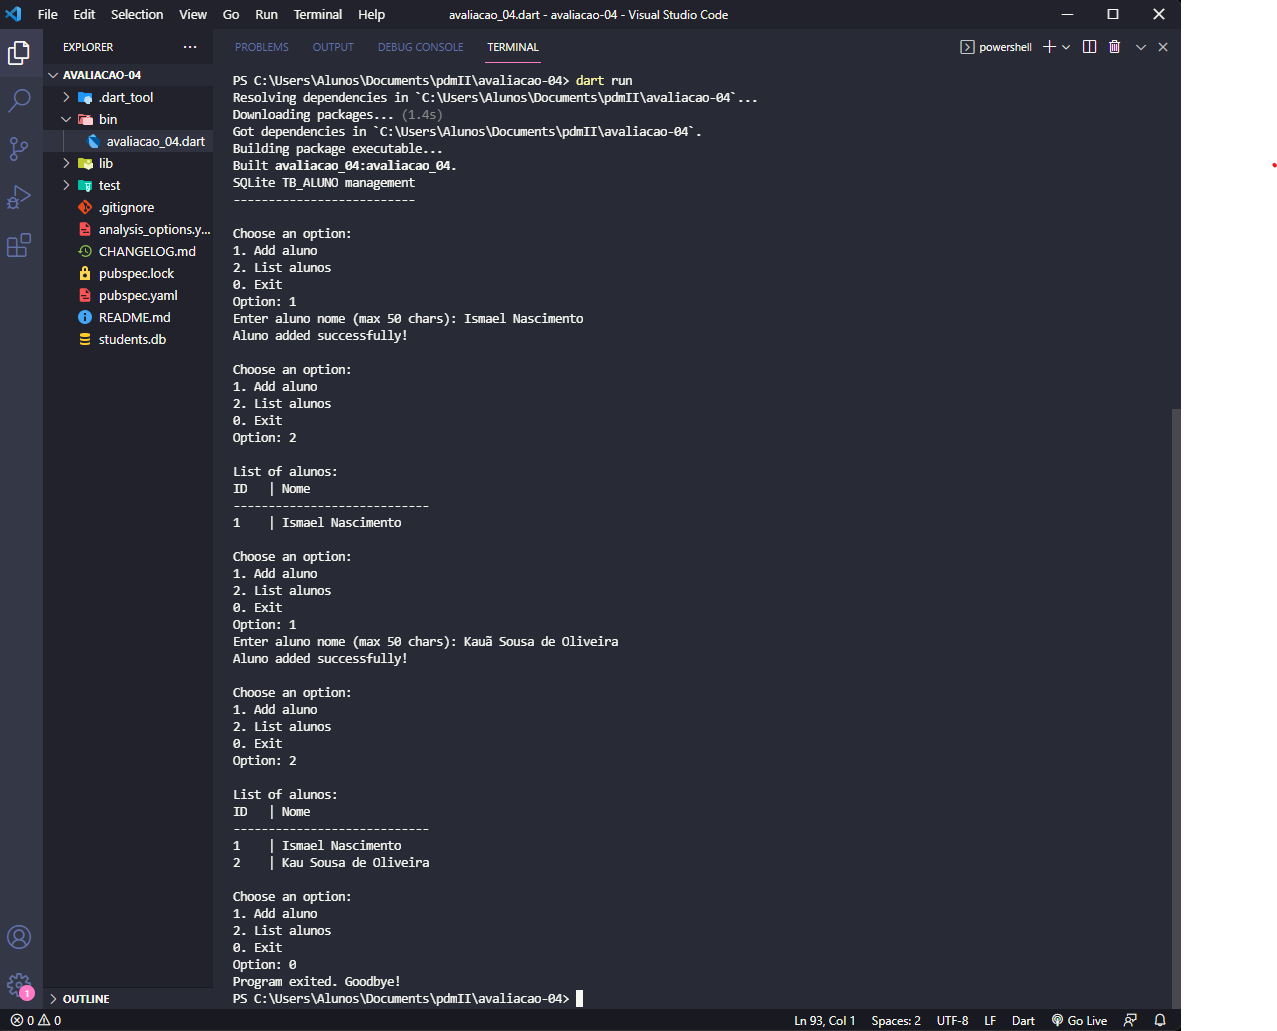 File Edit Selection View Go Run Terminal Help avaliacao_04.dart - avaliacao-04 - Visual Studio Code
EXPLORER ...
AVALIACAO-04
.dart_tool
bin
avaliacao_04.dart
lib
test
.gitignore
analysis_options.y...
CHANGELOG.md
pubspec.lock
pubspec.yaml
README.md
students.db
OUTLINE
1
PROBLEMS OUTPUT DEBUG CONSOLE TERMINAL powershell
PS C:\Users\Alunos\Documents\pdmII\avaliacao-04> dart run
Resolving dependencies in `C:\Users\Alunos\Documents\pdmII\avaliacao-04`...
Downloading packages... (1.4s)
Got dependencies in `C:\Users\Alunos\Documents\pdmII\avaliacao-04`.
Building package executable...
Built avaliacao_04:avaliacao_04.
SQLite TB_ALUNO management
--------------------------
Choose an option:
1. Add aluno
2. List alunos
0. Exit
Option: 1
Enter aluno nome (max 50 chars): Ismael Nascimento
Aluno added successfully!
Choose an option:
1. Add aluno
2. List alunos
0. Exit
Option: 2
List of alunos:
ID | Nome
----------------------------
1 | Ismael Nascimento
Choose an option:
1. Add aluno
2. List alunos
0. Exit
Option: 1
Enter aluno nome (max 50 chars): Kauã Sousa de Oliveira
Aluno added successfully!
Choose an option:
1. Add aluno
2. List alunos
0. Exit
Option: 2
List of alunos:
ID | Nome
----------------------------
1 | Ismael Nascimento
2 | Kau Sousa de Oliveira
Choose an option:
1. Add aluno
2. List alunos
0. Exit
Option: 0
Program exited. Goodbye!
PS C:\Users\Alunos\Documents\pdmII\avaliacao-04>
0 0 Ln 93, Col 1 Spaces: 2 UTF-8 LF Dart Go Live